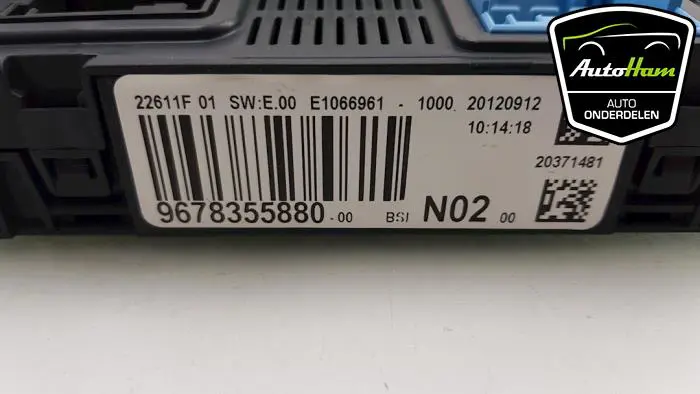 22611F 01 SW:E.00 E1066961 - 1000 20120912
10:14:18
20371481
9678355880-00 BSI N02 00
AutoHam
AUTO
ONDERDELEN